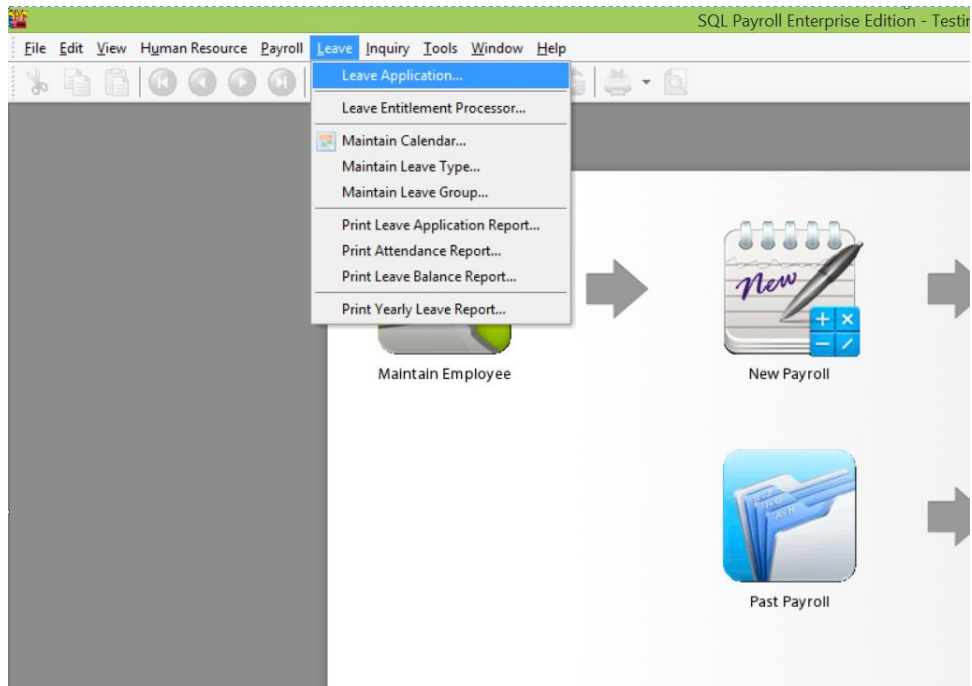 SQL Payroll Enterprise Edition - Testin
File Edit View Human Resource Payroll Leave Inquiry Tools Window Help
Leave Application...
Leave Entitlement Processor...
Maintain Calendar...
Maintain Leave Type...
Maintain Leave Group...
Print Leave Application Report...
Print Attendance Report...
Print Leave Balance Report...
Print Yearly Leave Report...
New
Maintain Employee
New Payroll
A-H
Past Payroll